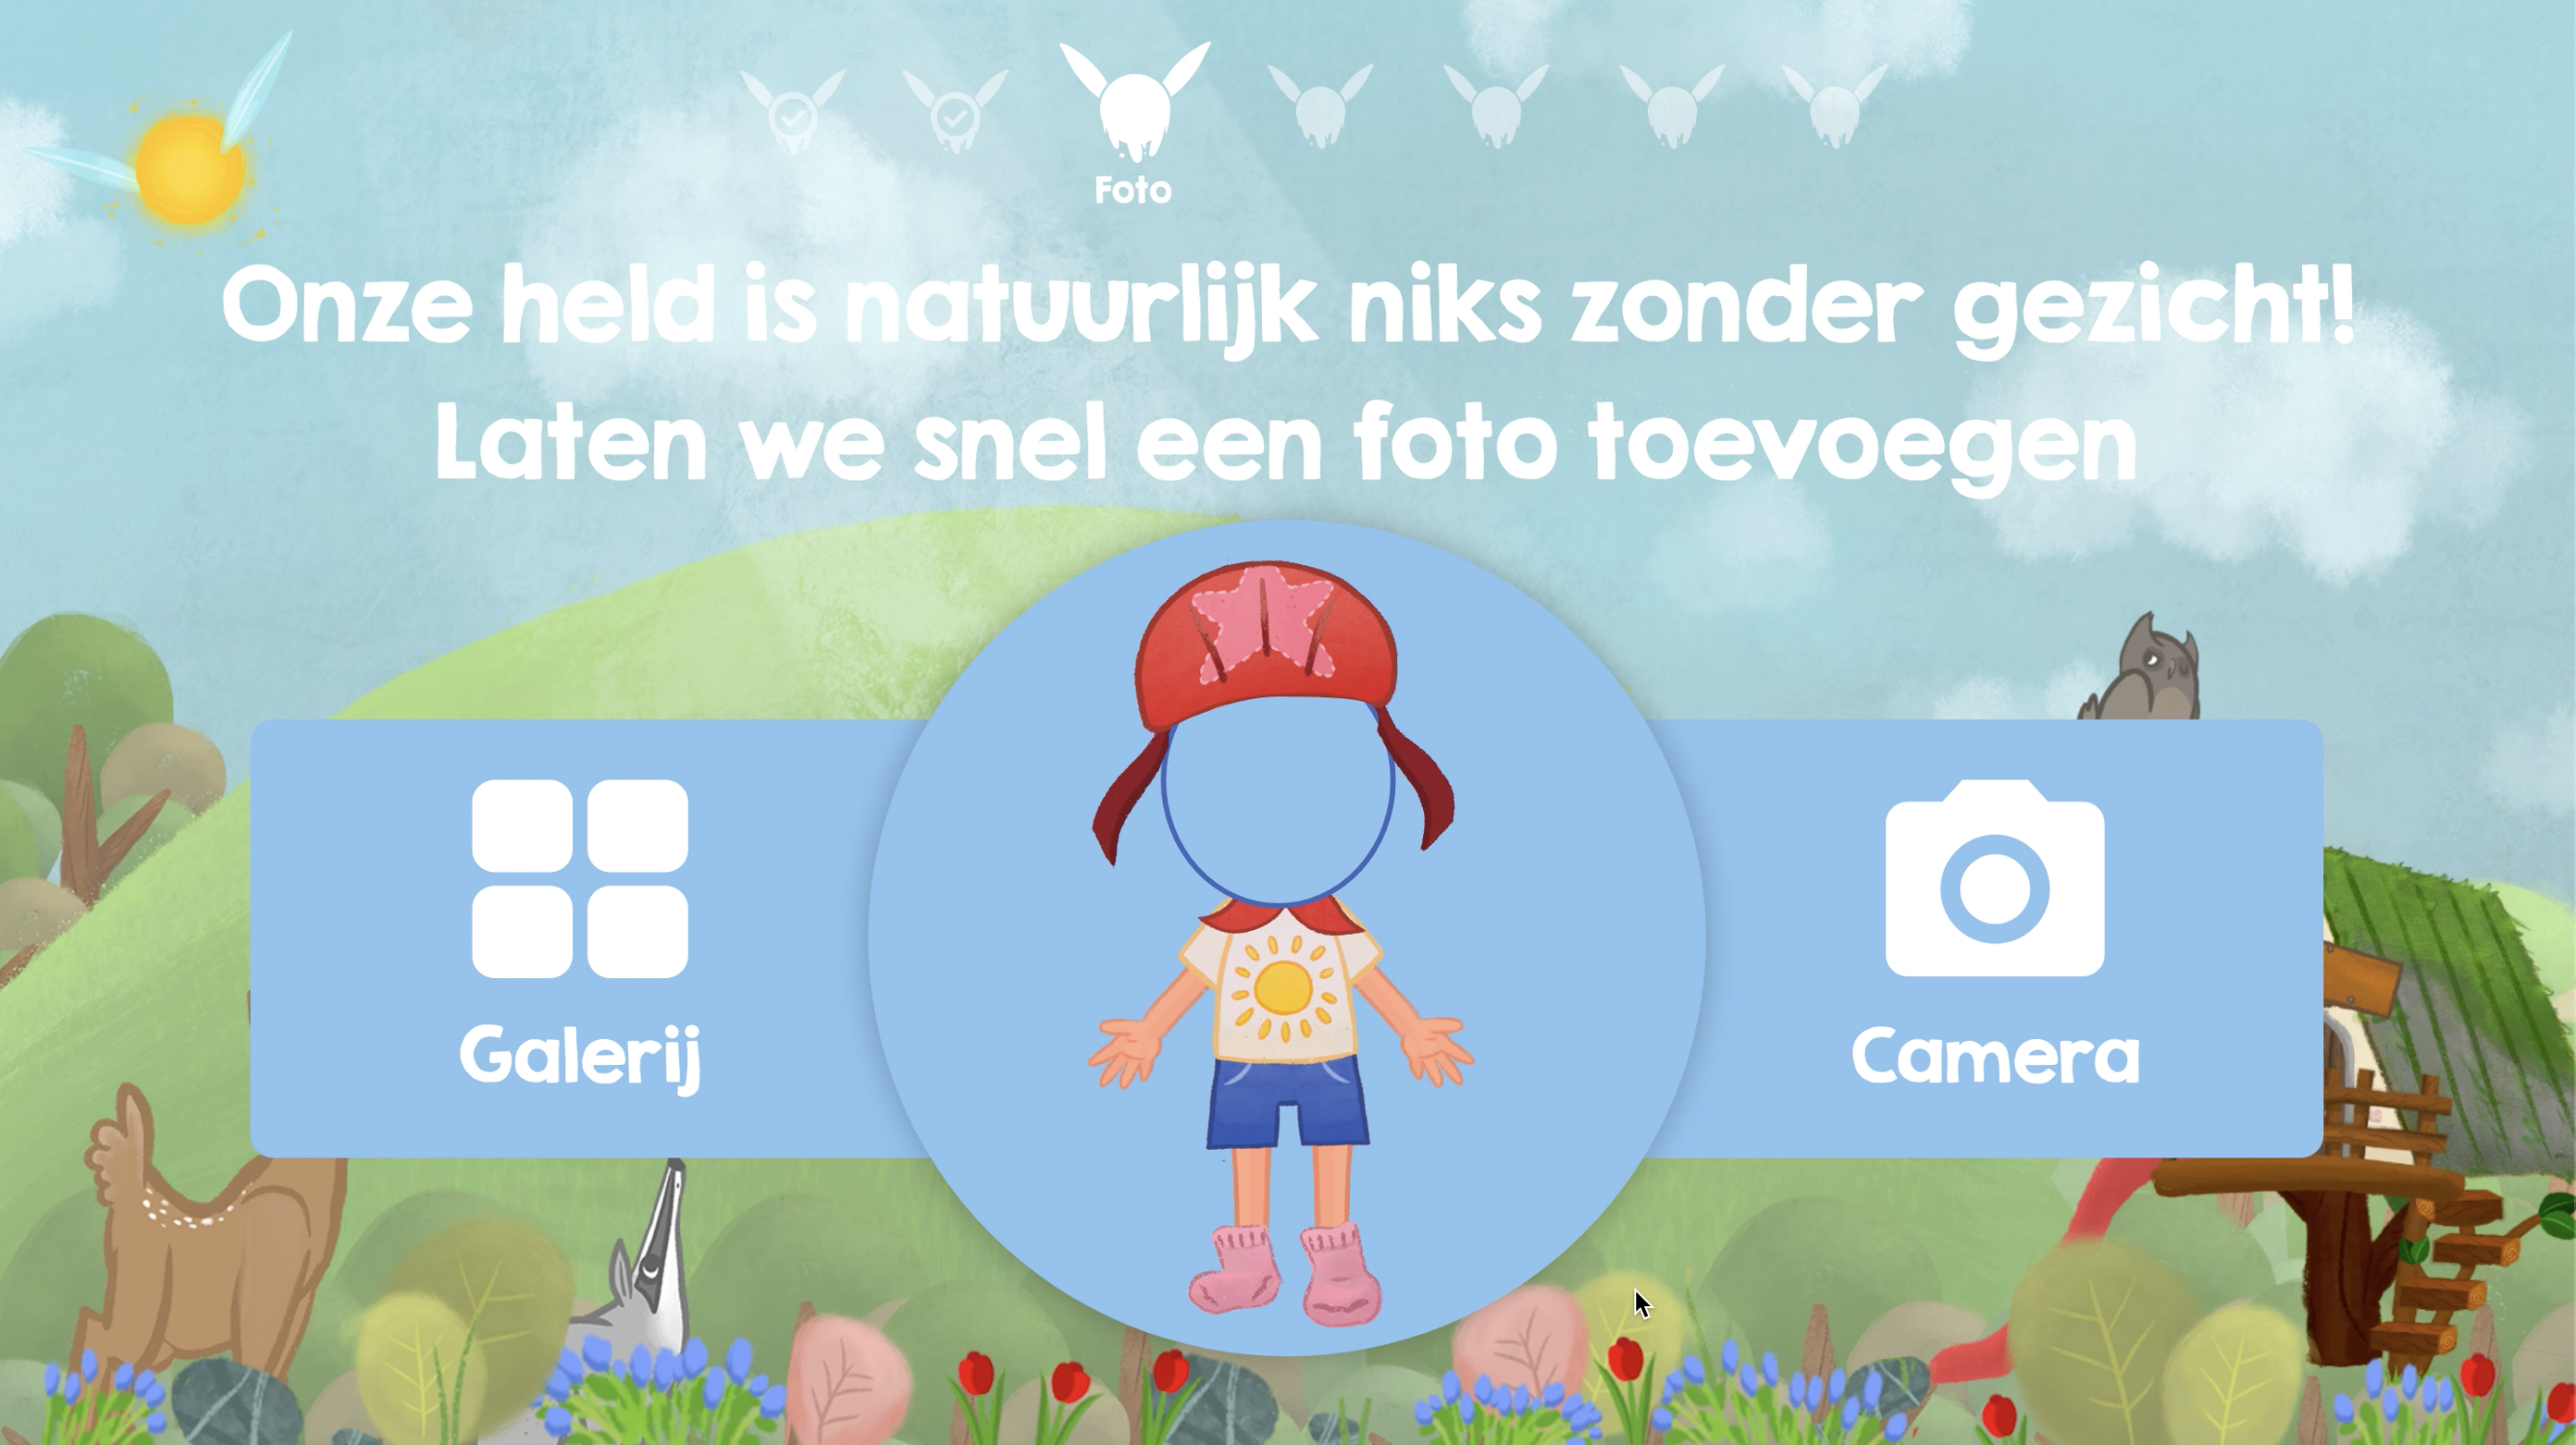 Foto
Onze held is natuurlijk niks zonder gezicht!
Laten we snel een foto toevoegen
Galerij
Camera